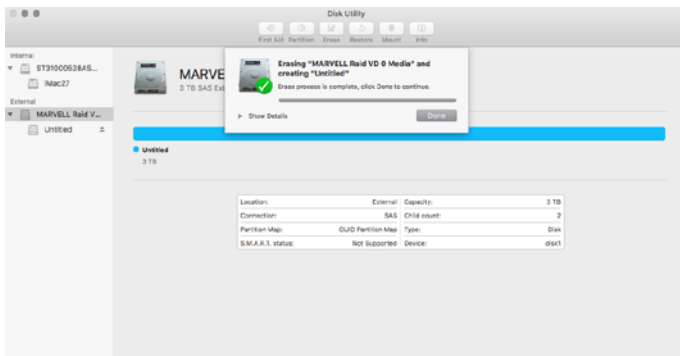 Disk Utility
First Aid Partition Erase Restore Mount Info
Internal
ST31000528AS...
iMac27
External
MARVELL Raid V...
Untitled
MARVE
3 TB SAS Ext
Erasing "MARVELL Raid VD 0 Media" and
creating "Untitled"
Erase process is complete, click Done to continue.
Show Details
Done
Untitled
3 TB
Location: External Capacity: 3 TB
Connection: SAS Child count: 2
Partition Map: GUID Partition Map Type: Disk
S.M.A.R.T. status: Not Supported Device: disk1